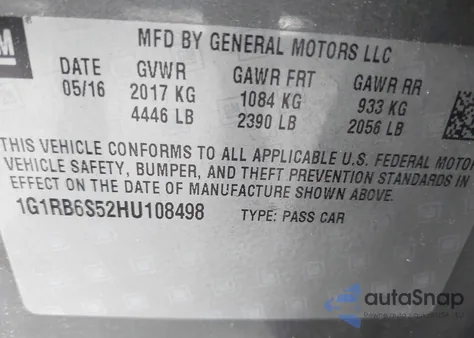 GM
MFD BY GENERAL MOTORS LLC
DATE GVWR GAWR FRT GAWR RR
05/16 2017 KG 1084 KG 933 KG
4446 LB 2390 LB 2056 LB
THIS VEHICLE CONFORMS TO ALL APPLICABLE U.S. FEDERAL MOTO
VEHICLE SAFETY, BUMPER, AND THEFT PREVENTION STANDARDS IN
EFFECT ON THE DATE OF MANUFACTURE SHOWN ABOVE.
1G1RB6S52HU108498 TYPE: PASS CAR
autoSnap